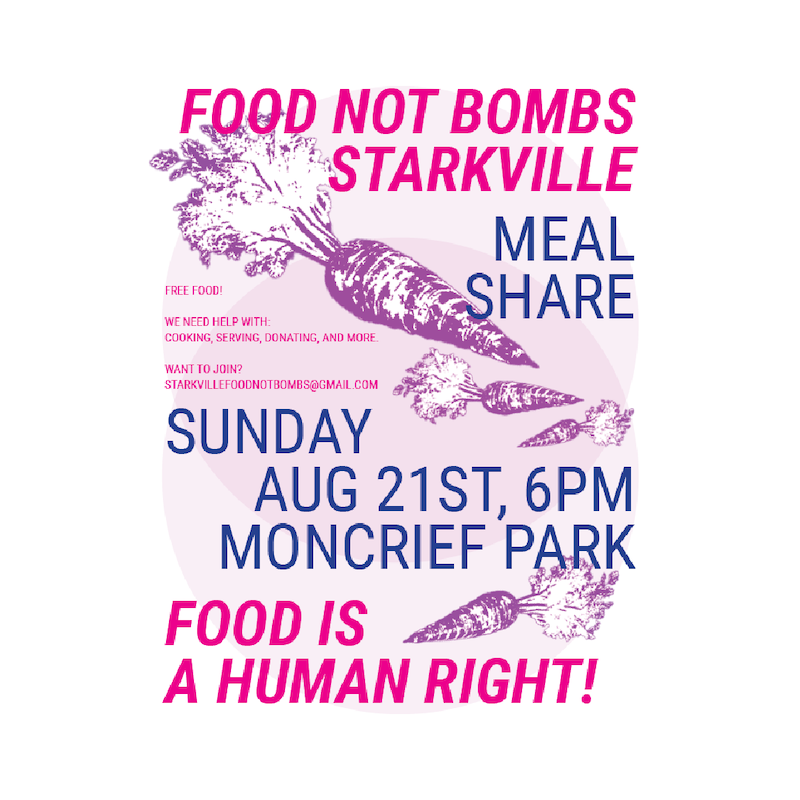 FOOD NOT BOMBS
STARKVILLE
MEAL
SHARE
FREE FOOD!
WE NEED HELP WITH:
COOKING, SERVING, DONATING, AND MORE.
WANT TO JOIN?
STARKVILLEFOODNOTBOMBS@GMAIL.COM
SUNDAY
AUG 21ST, 6PM
MONCRIEF PARK
FOOD IS
A HUMAN RIGHT!